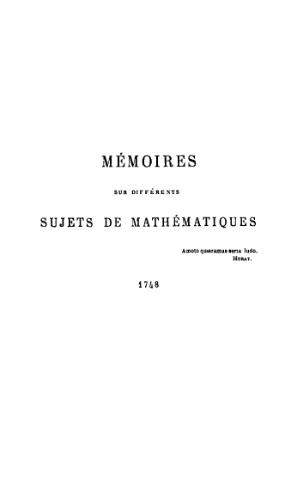 MÉMOIRES
SUR DIFFÉRENTS
SUJETS DE MATHÉMATIQUES
Amoto quæramus seria ludo.
HORAT.
1748